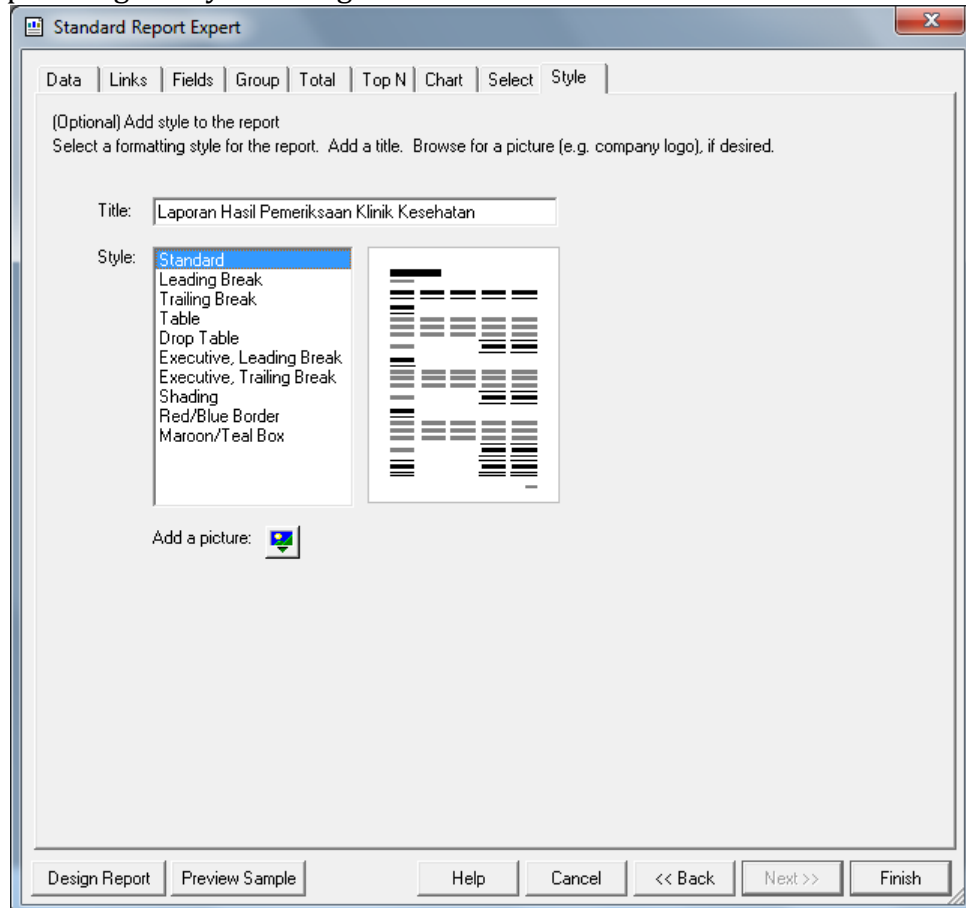 Standard Report Expert
Data Links Fields Group Total Top N Chart Select Style
(Optional) Add style to the report
Select a formatting style for the report. Add a title. Browse for a picture (e.g. company logo), if desired.
Title: Laporan Hasil Pemeriksaan Klinik Kesehatan
Style: Standard
Leading Break
Trailing Break
Table
Drop Table
Executive, Leading Break
Executive, Trailing Break
Shading
Red/Blue Border
Maroon/Teal Box
Add a picture:
Design Report Preview Sample Help Cancel << Back Next >> Finish